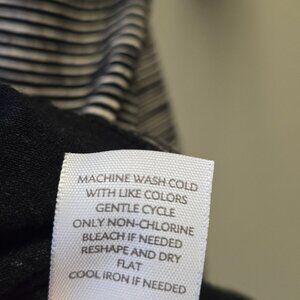 MACHINE WASH COLD
WITH LIKE COLORS
GENTLE CYCLE
ONLY NON-CHLORINE
BLEACH IF NEEDED
RESHAPE AND DRY
FLAT
COOL IRON IF NEEDED